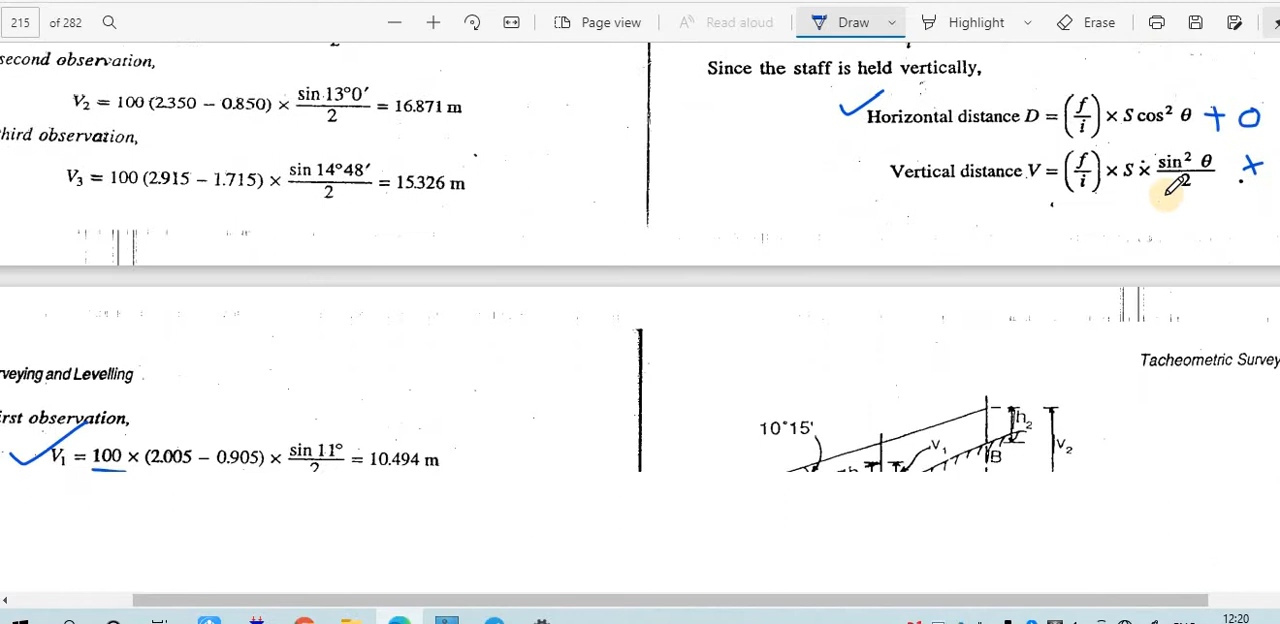 215 of 282 Page view Read aloud Draw Highlight Erase
second observation,
V₂ = 100 (2.350 − 0.850) × sin 13°0′ / 2 = 16.871 m
hird observation,
V₃ = 100 (2.915 − 1.715) × sin 14°48′ / 2 = 15.326 m
Since the staff is held vertically,
Horizontal distance D = (f/i) × S cos² θ + 0
Vertical distance V = (f/i) × S × sin² θ / 2 +
rveying and Levelling
irst observation,
V₁ = 100 × (2.005 − 0.905) × sin 11° / 2 = 10.494 m
Tacheometric Survey
10°15'
h₂
V₁
V₂
B
12:20